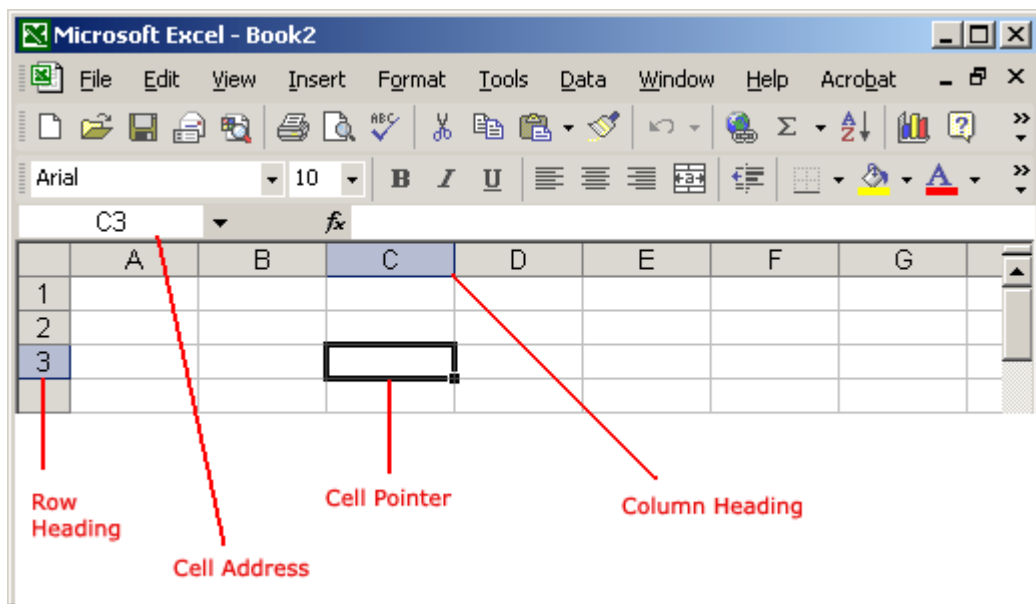 Microsoft Excel - Book2
File Edit View Insert Format Tools Data Window Help Acrobat
ABC Σ A Z ?
Arial 10 B I U a A
C3 fx
A B C D E F G
1
2
3
Row
Heading
Cell Pointer
Column Heading
Cell Address